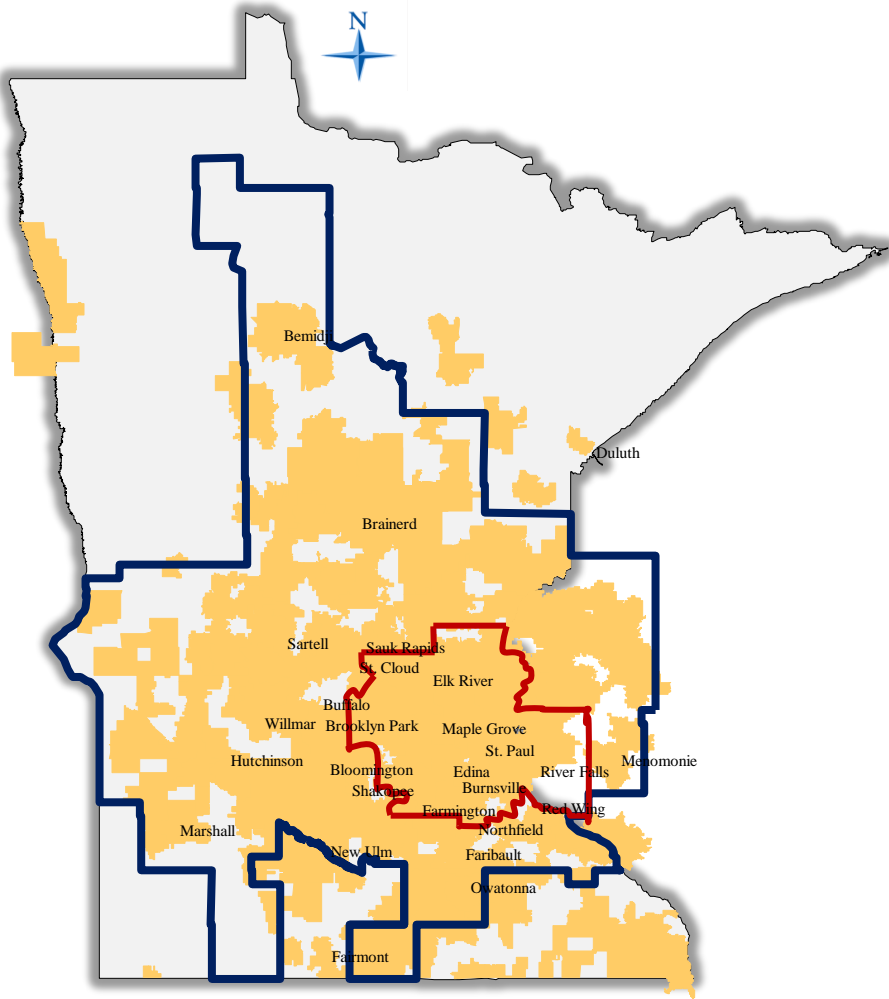 N
Bemidji
Duluth
Brainerd
Sartell
Sauk Rapids
St. Cloud
Elk River
Buffalo
Willmar
Brooklyn Park
Maple Grove
St. Paul
Hutchinson
Bloomington
Edina
River Falls
Menomonie
Shakopee
Burnsville
Farmington
Red Wing
Marshall
Northfield
New Ulm
Faribault
Owatonna
Fairmont